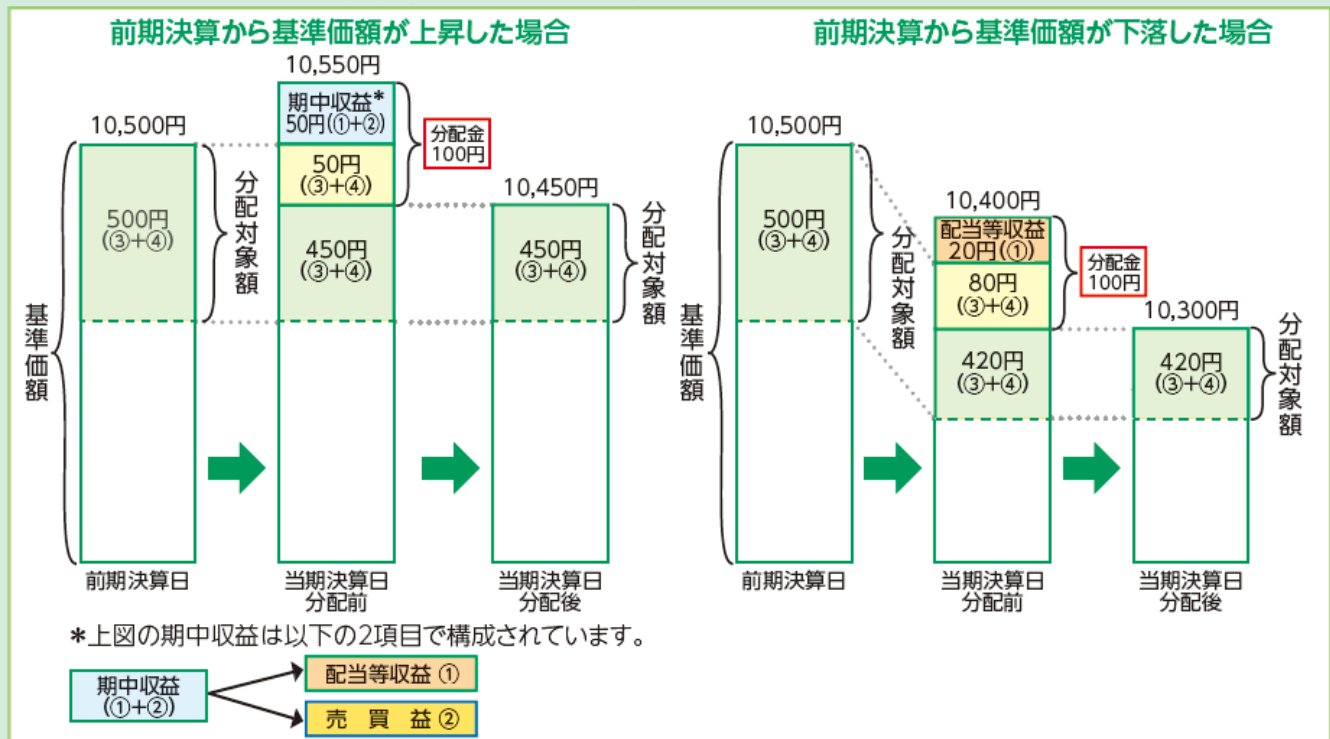 前期決算から基準価額が上昇した場合
10,550円
期中収益*
50円(①+②)
分配金
100円
10,500円
500円
(③+④)
分配対象額
50円
(③+④)
10,450円
450円
(③+④)
450円
(③+④)
分配対象額
基準価額
前期決算日
当期決算日
分配前
当期決算日
分配後
前期決算から基準価額が下落した場合
10,500円
500円
(③+④)
分配対象額
10,400円
配当等収益
20円(①)
分配金
100円
80円
(③+④)
10,300円
420円
(③+④)
420円
(③+④)
分配対象額
基準価額
前期決算日
当期決算日
分配前
当期決算日
分配後
*上図の期中収益は以下の2項目で構成されています。
期中収益
(①+②)
配当等収益 ①
売 買 益 ②